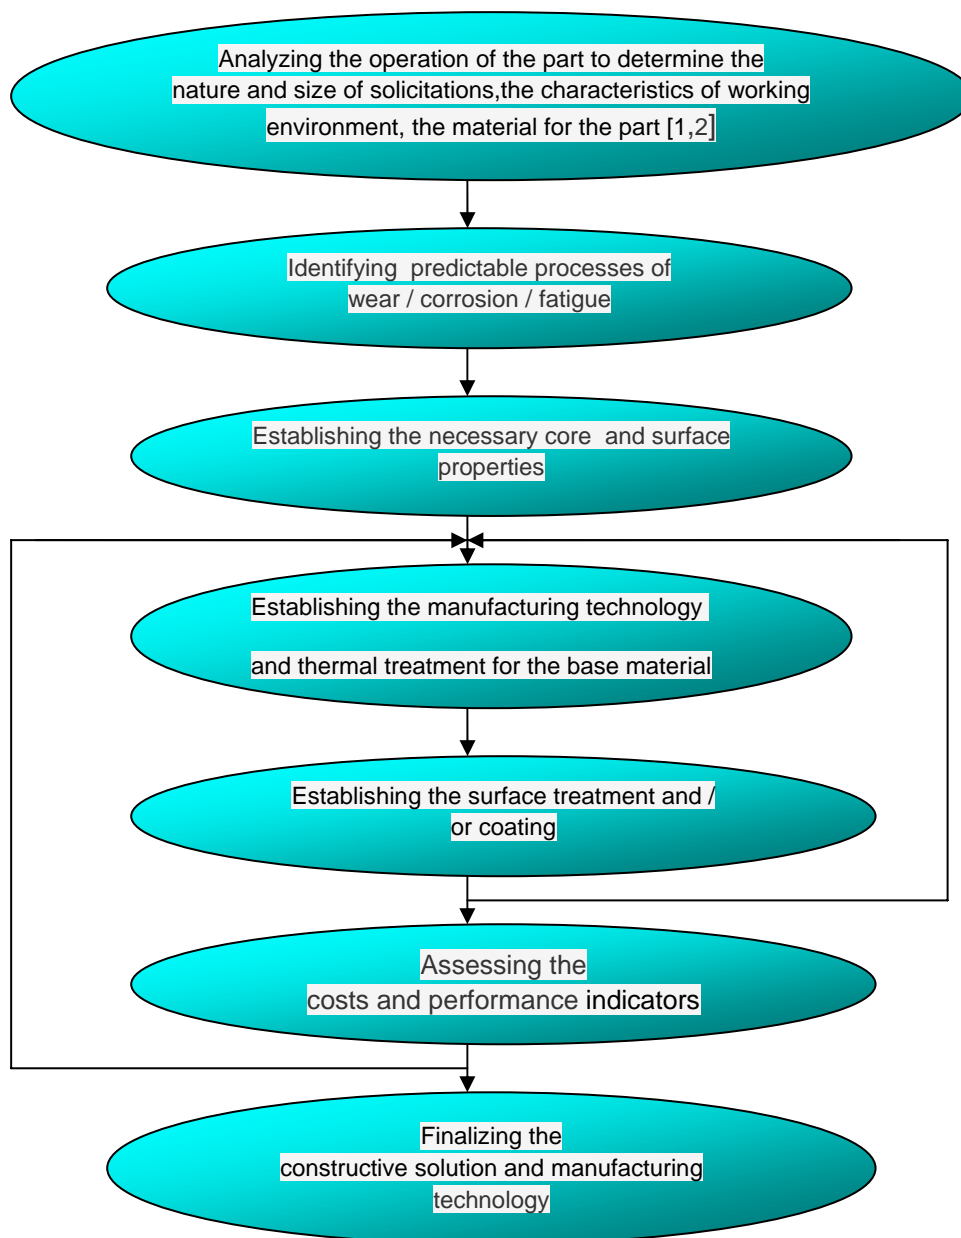 Analyzing the operation of the part to determine the
nature and size of solicitations,the characteristics of working
environment, the material for the part [1,2]
Identifying predictable processes of
wear / corrosion / fatigue
Establishing the necessary core and surface
properties
Establishing the manufacturing technology
and thermal treatment for the base material
Establishing the surface treatment and /
or coating
Assessing the
costs and performance indicators
Finalizing the
constructive solution and manufacturing
technology